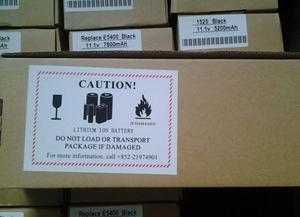 Replace E5400 Black
11.1v 7800mAh
1525 Black
11.1v 5200mAh
CAUTION!
IF DAMAGED
LITHIUM ION BATTERY
DO NOT LOAD OR TRANSPORT
PACKAGE IF DAMAGED
For more information. call +852-21974901
Replace E5400 Black